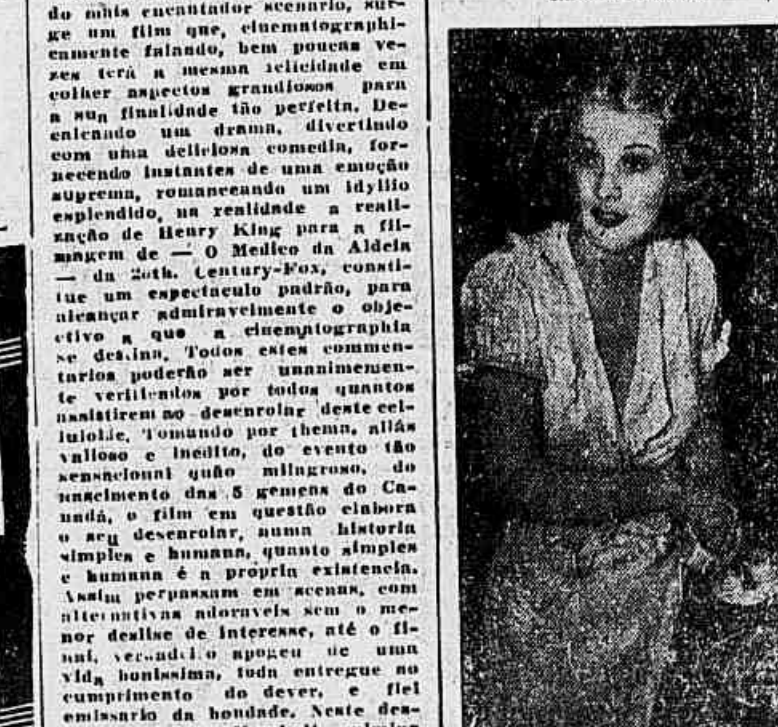 do mais encantador scenario, sur-
ge um film que, cinematographi-
camente falando, bem poucas ve-
zes terá a mesma felicidade em
colher aspectos grandiosos para
a sua finalidade tão perfeita. De-
calcando um drama, divertindo
com uma deliciosa comedia, for-
necendo instantes de uma emoção
suprema, romanceando um idyllio
esplendido, na realidade a reali-
zação de Henry King para a fil-
magem de — O Medico da Aldeia
— da 20th. Century-Fox, consti-
tue um espectaculo padrão, para
alcançar admiravelmente o obje-
ctivo a que a cinematographia
se destina. Todos estes commen-
tarios poderão ser unanimemen-
te verificados por todos quantos
assistirem ao desenrolar deste cel-
luloide. Tomando por thema, aliás
valioso e inedito, do evento tão
sensacional quão milagroso, do
nascimento das 5 gemeas do Ca-
nadá, o film em questão elabora
o seu desenrolar, numa historia
simples e humana, quanto simples
e humana é a propria existencia.
Assim perpassam em scenas, com
alternativas adoraveis sem o me-
nor deslise de interesse, até o fi-
nal, verdadeiro apogeu de uma
vida bonissima, toda entregue ao
cumprimento do dever, e fiel
emissario da bondade. Neste des-